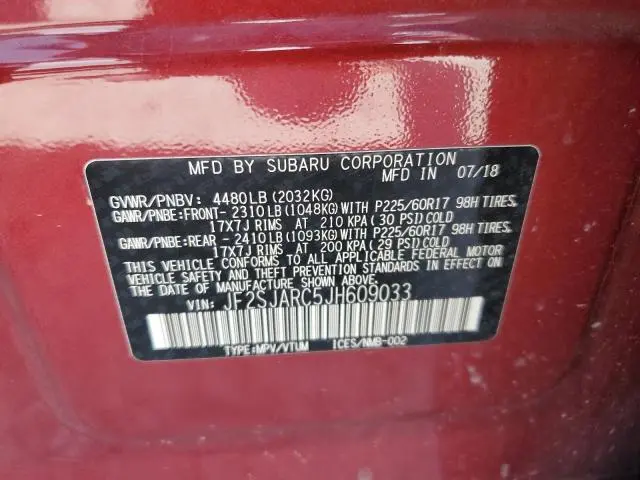 MFD BY SUBARU CORPORATION
MFD IN 07/18
GVWR/PNBV: 4480LB(2032KG)
GAWR/PNBE:FRONT- 2310LB(1048KG)WITH P225/60R17 98H TIRES,
17X7J RIMS AT 210 KPA(30 PSI)COLD
GAWR/PNBE:REAR - 2410LB(1093KG)WITH P225/60R17 98H TIRES,
17X7J RIMS AT 200 KPA(29 PSI)COLD
THIS VEHICLE CONFORMS TO ALL APPLICABLE FEDERAL MOTOR
VEHICLE SAFETY AND THEFT PREVENTION STANDARDS IN EFFECT
ON THE DATE OF MANUFACTURE SHOWN ABOVE.
VIN: JF2SJARC5JH609033
TYPE:MPV/VTUM ICES/NMB-002